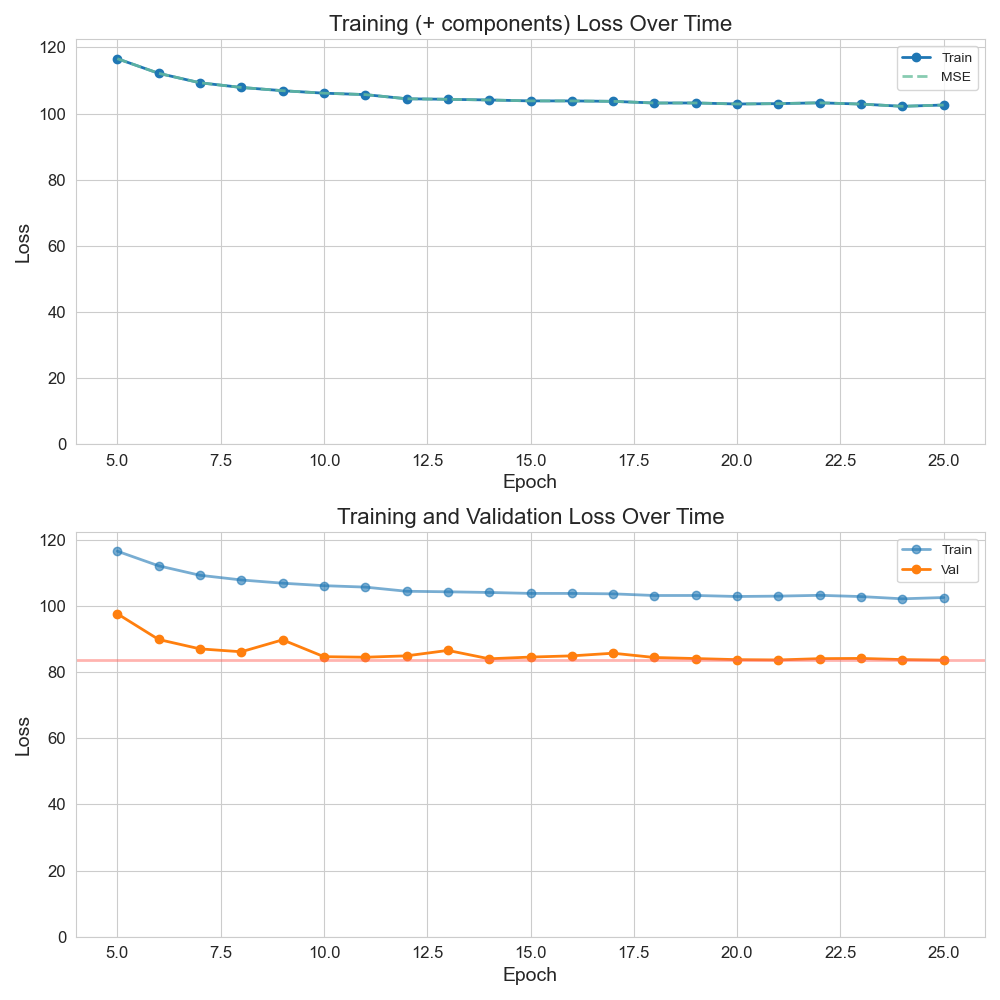 Training (+ components) Loss Over Time
120
100
80
60
40
20
0
Loss
Train
MSE
5.0 7.5 10.0 12.5 15.0 17.5 20.0 22.5 25.0
Epoch
Training and Validation Loss Over Time
120
100
80
60
40
20
0
Loss
Train
Val
5.0 7.5 10.0 12.5 15.0 17.5 20.0 22.5 25.0
Epoch